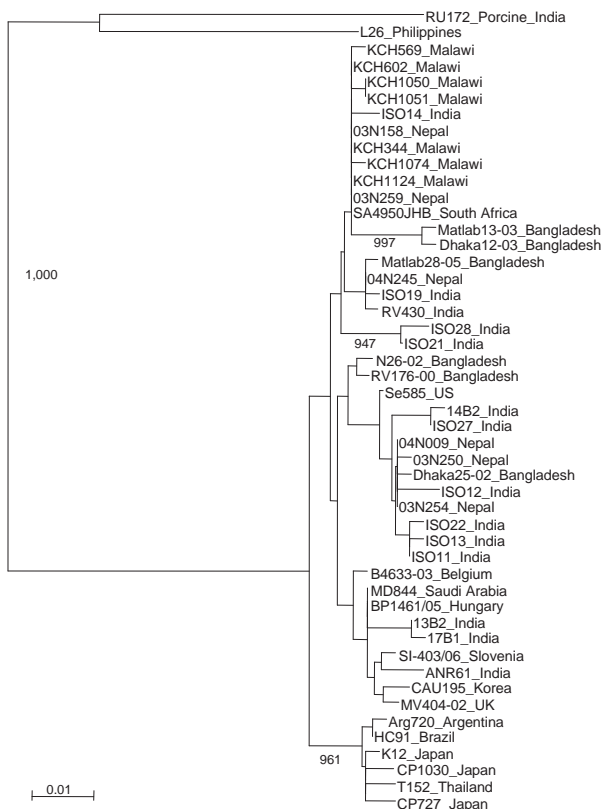 RU172_Porcine_India
L26_Philippines
KCH569_Malawi
KCH602_Malawi
KCH1050_Malawi
KCH1051_Malawi
ISO14_India
03N158_Nepal
KCH344_Malawi
KCH1074_Malawi
KCH1124_Malawi
03N259_Nepal
SA4950JHB_South Africa
Matlab13-03_Bangladesh
997
Dhaka12-03_Bangladesh
Matlab28-05_Bangladesh
1,000
04N245_Nepal
ISO19_India
RV430_India
ISO28_India
947
ISO21_India
N26-02_Bangladesh
RV176-00_Bangladesh
Se585_US
14B2_India
ISO27_India
04N009_Nepal
03N250_Nepal
Dhaka25-02_Bangladesh
ISO12_India
03N254_Nepal
ISO22_India
ISO13_India
ISO11_India
B4633-03_Belgium
MD844_Saudi Arabia
BP1461/05_Hungary
13B2_India
17B1_India
SI-403/06_Slovenia
ANR61_India
CAU195_Korea
MV404-02_UK
Arg720_Argentina
HC91_Brazil
961
K12_Japan
CP1030_Japan
0.01
T152_Thailand
CP727_Japan